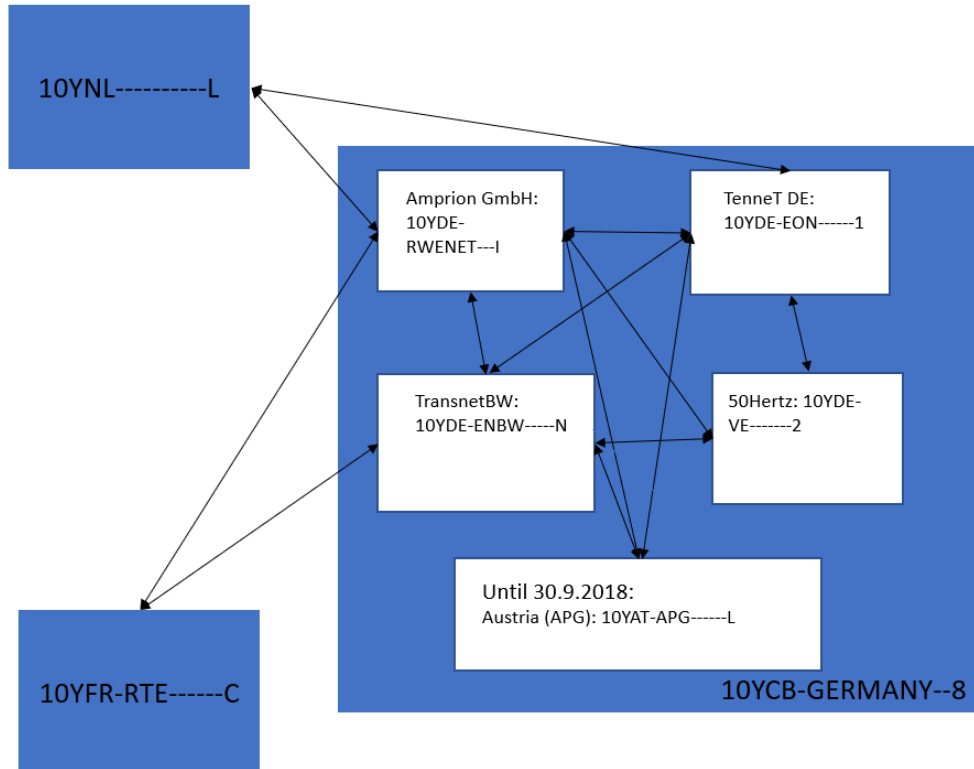 10YNL----------L
Amprion GmbH:
10YDE-
RWENET---I
TenneT DE:
10YDE-EON------1
TransnetBW:
10YDE-ENBW-----N
50Hertz: 10YDE-
VE-------2
Until 30.9.2018:
Austria (APG): 10YAT-APG------L
10YCB-GERMANY--8
10YFR-RTE------C